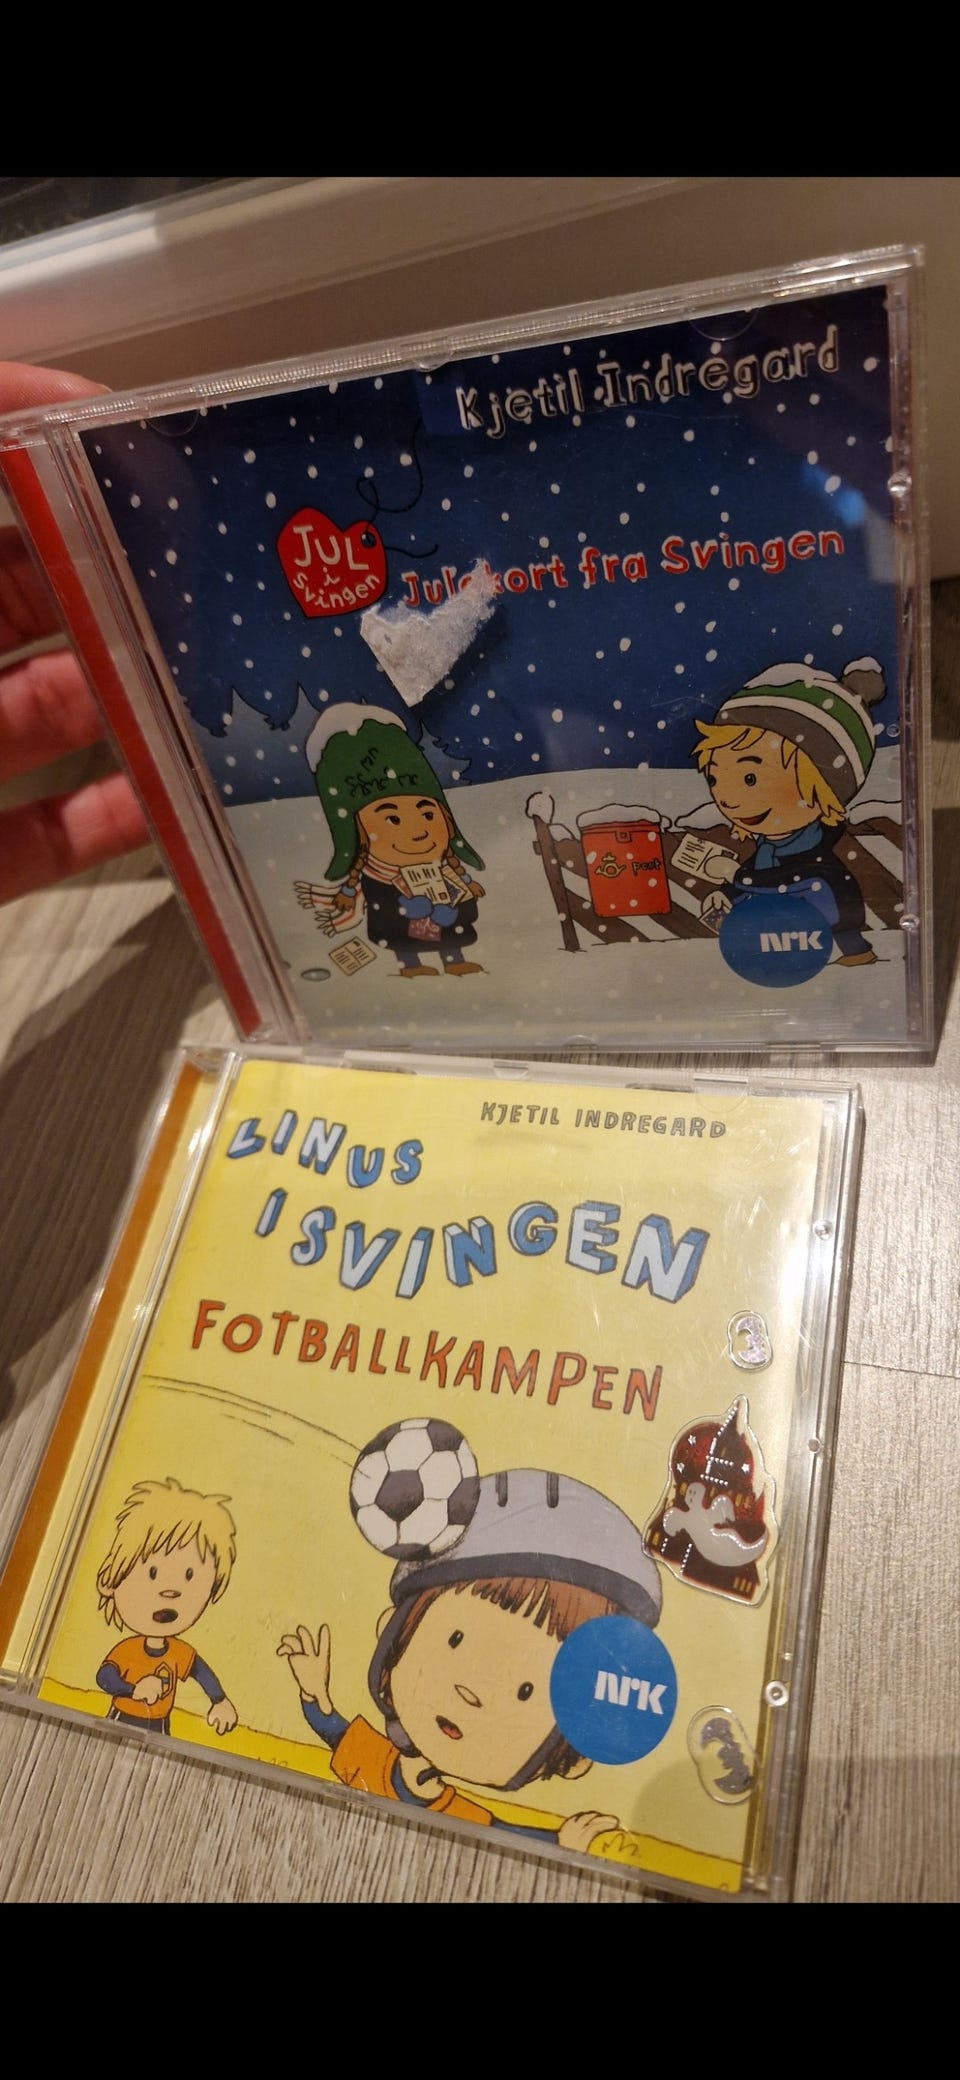 Kjetil Indregard
JUL
i
svingen
Julekort fra Svingen
post
nrk
KJETIL INDREGARD
LINUS
I SVINGEN
FOTBALLKAMPEN
nrk